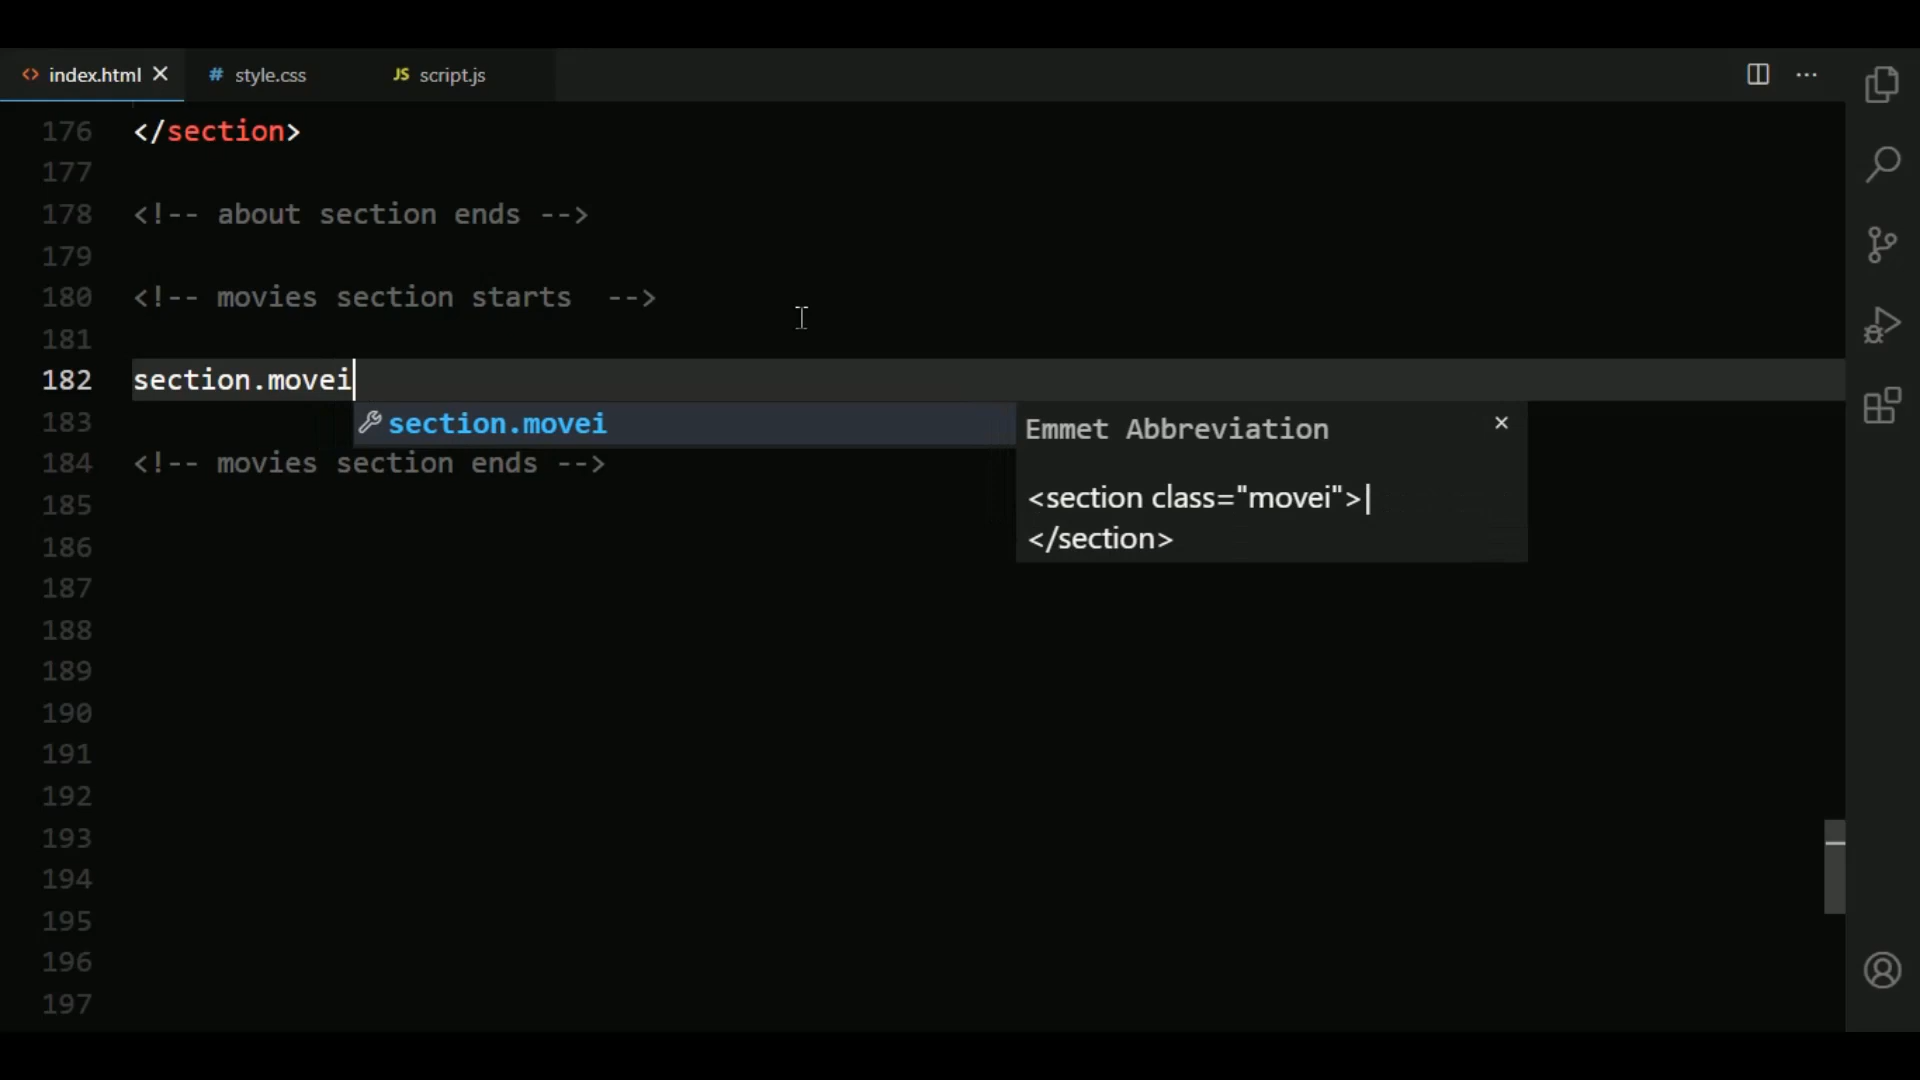 index.html style.css JS script.js
176 </section>
177
178 <!-- about section ends -->
179
180 <!-- movies section starts  -->
181
182 section.movei
183 section.movei Emmet Abbreviation
184 <!-- movies section ends -->
<section class="movei">|
185
</section>
186
187
188
189
190
191
192
193
194
195
196
197